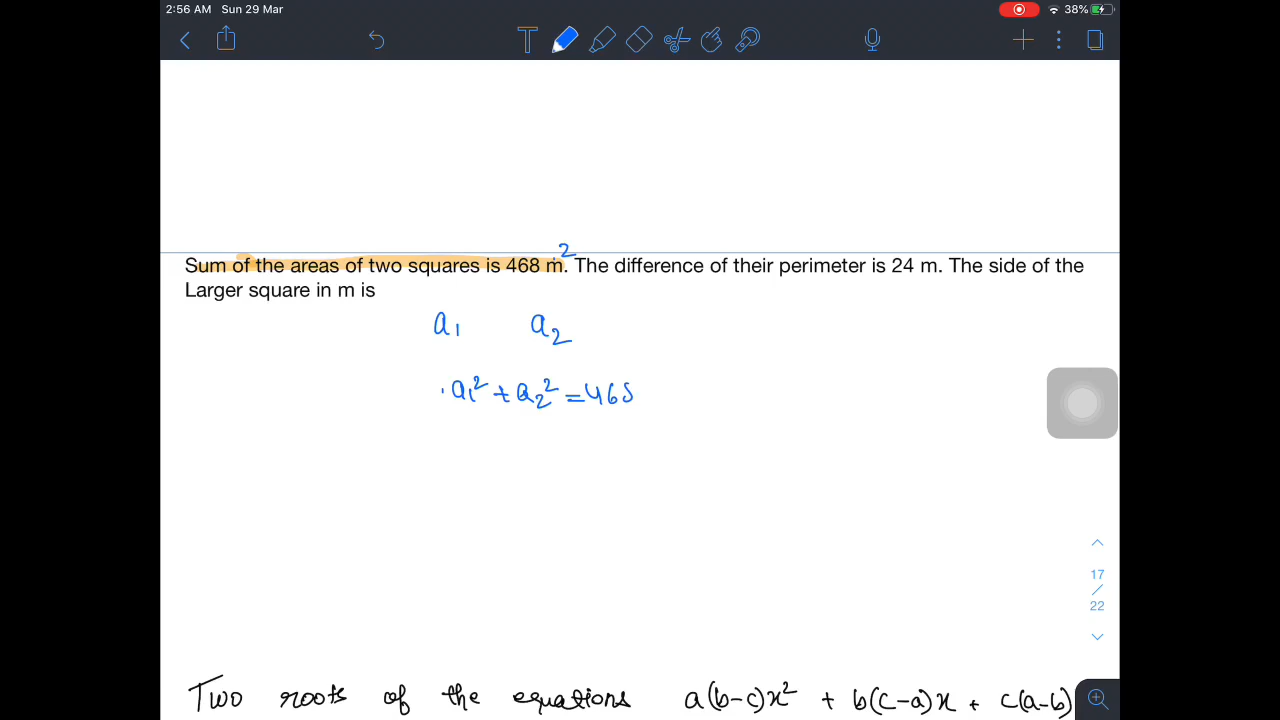 2:56 AM Sun 29 Mar 38%
T
Sum of the areas of two squares is 468 m². The difference of their perimeter is 24 m. The side of the
Larger square in m is
a₁ a₂
a₁² + a₂² = 468
17
/
22
Two roots of the equations a(b-c)x² + b(c-a)x + c(a-b)